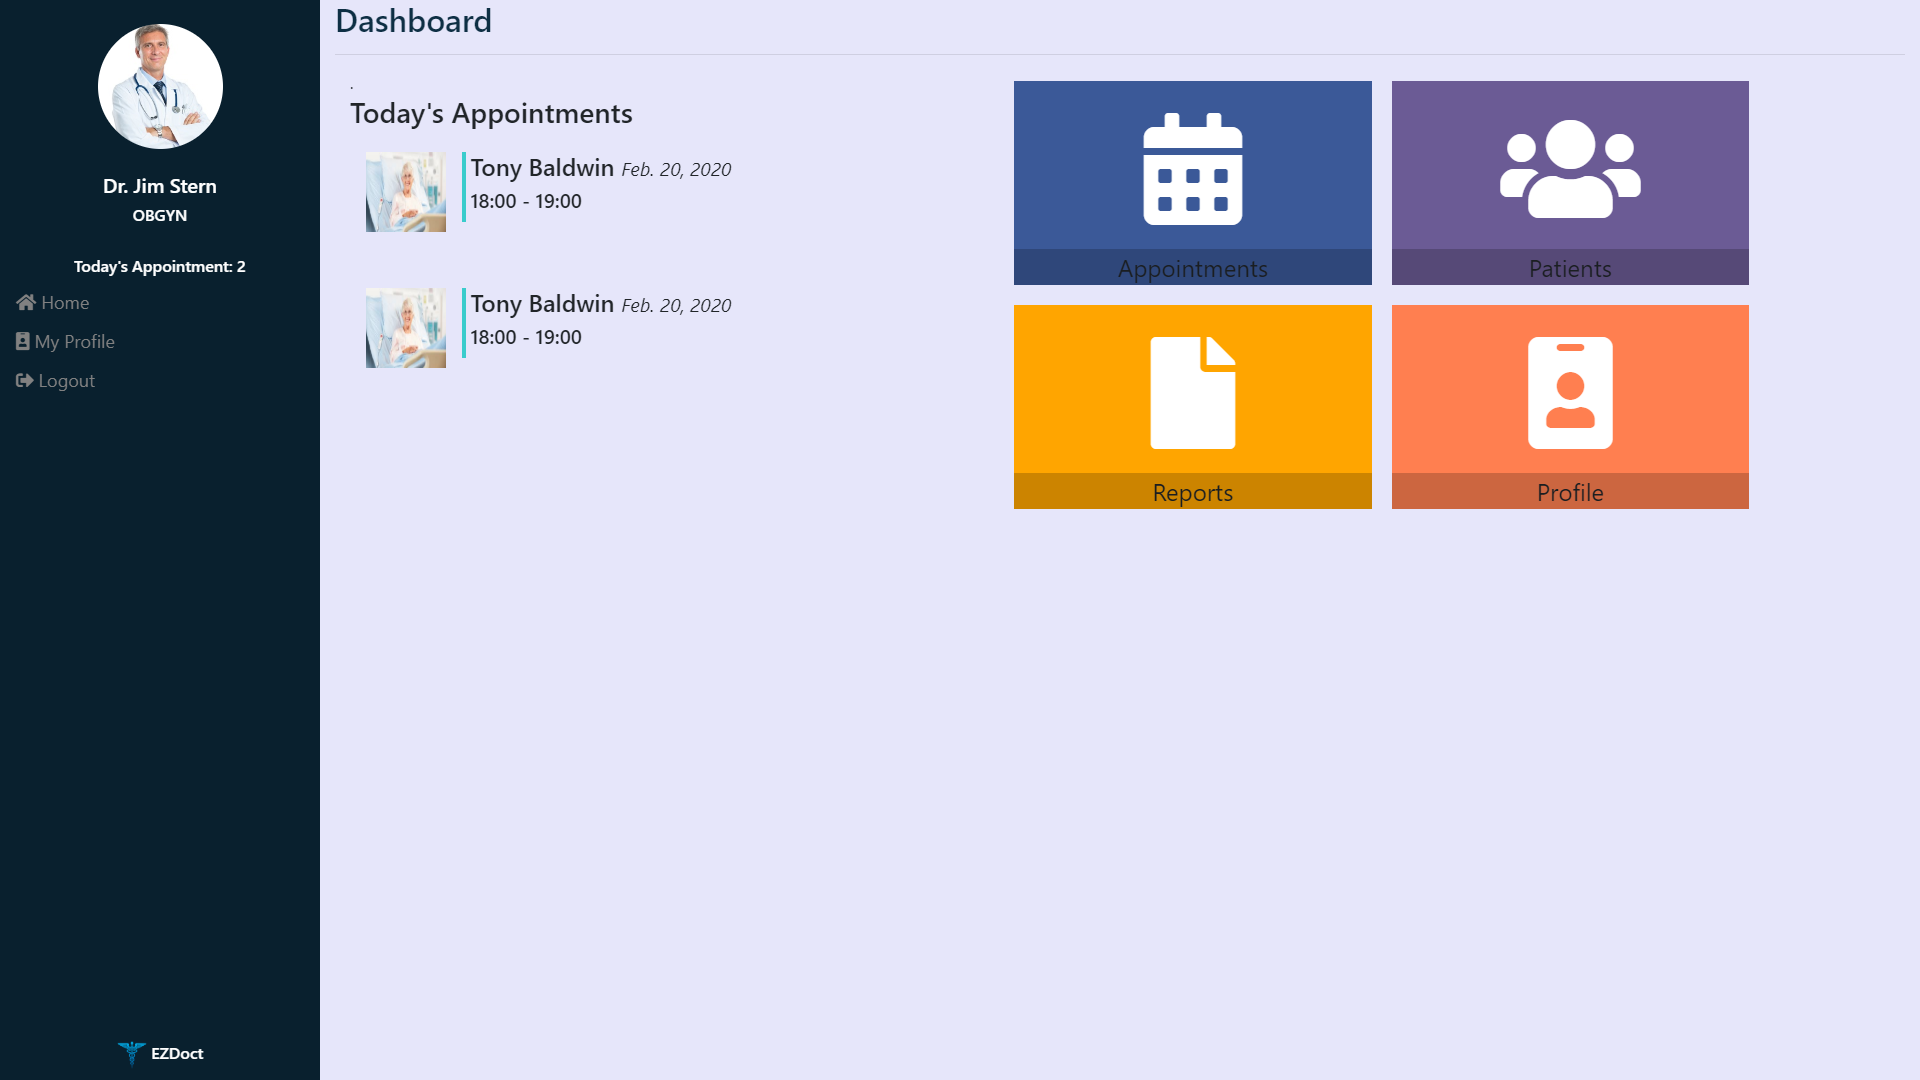 Dr. Jim Stern
OBGYN
Today's Appointment: 2
Home
My Profile
Logout
EZDoct
Dashboard
.
Today's Appointments
Tony Baldwin Feb. 20, 2020
18:00 - 19:00
Tony Baldwin Feb. 20, 2020
18:00 - 19:00
Appointments
Patients
Reports
Profile